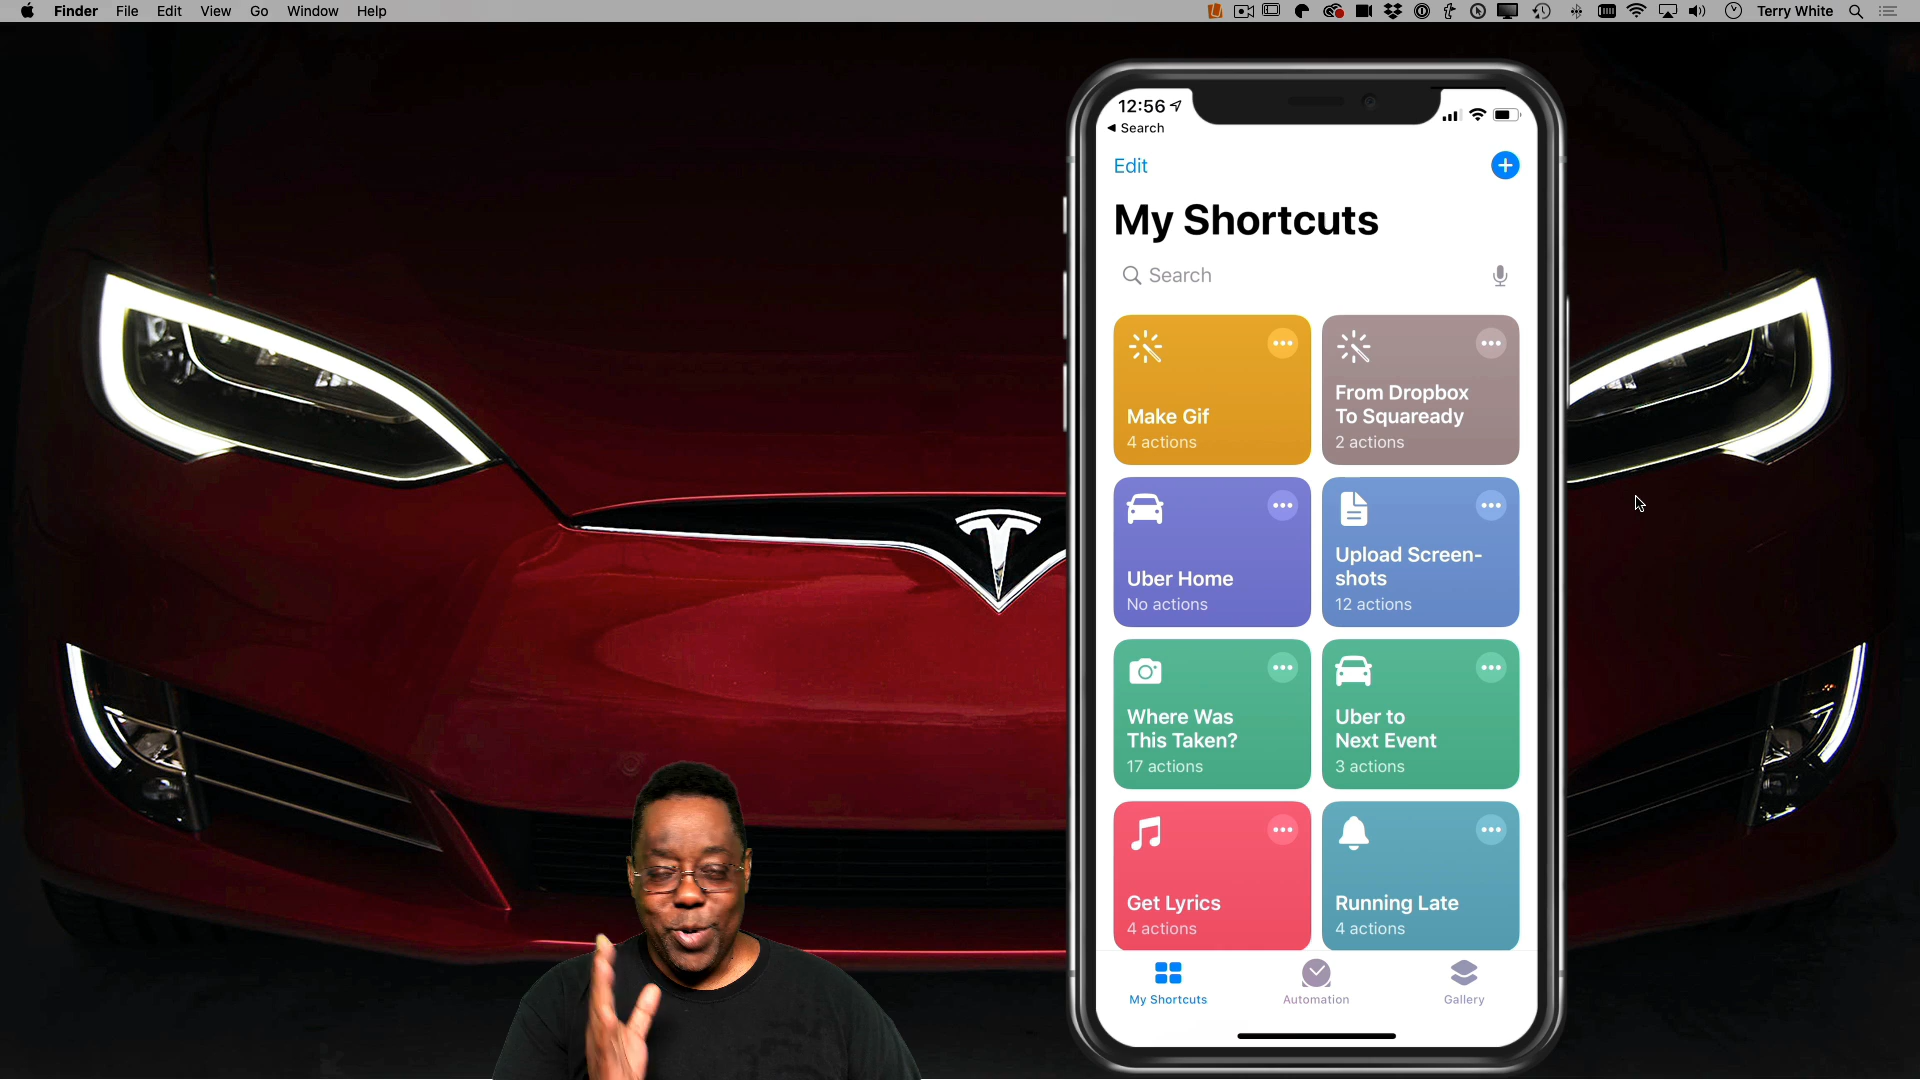 Finder File Edit View Go Window Help Terry White
12:56
Search
Edit
My Shortcuts
Search
Make Gif
4 actions
From Dropbox
To Squaready
2 actions
Uber Home
No actions
Upload Screen-
shots
12 actions
Where Was
This Taken?
17 actions
Uber to
Next Event
3 actions
Get Lyrics
4 actions
Running Late
4 actions
My Shortcuts Automation Gallery